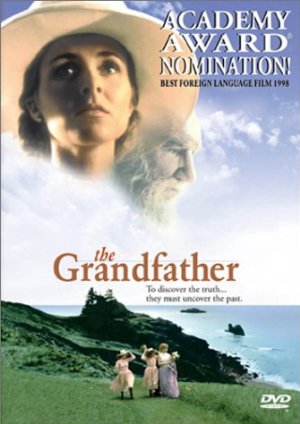 ACADEMY
AWARD®
NOMINATION!
BEST FOREIGN LANGUAGE FILM 1998
the
Grandfather
To discover the truth...
they must uncover the past.
DVD
VIDEO